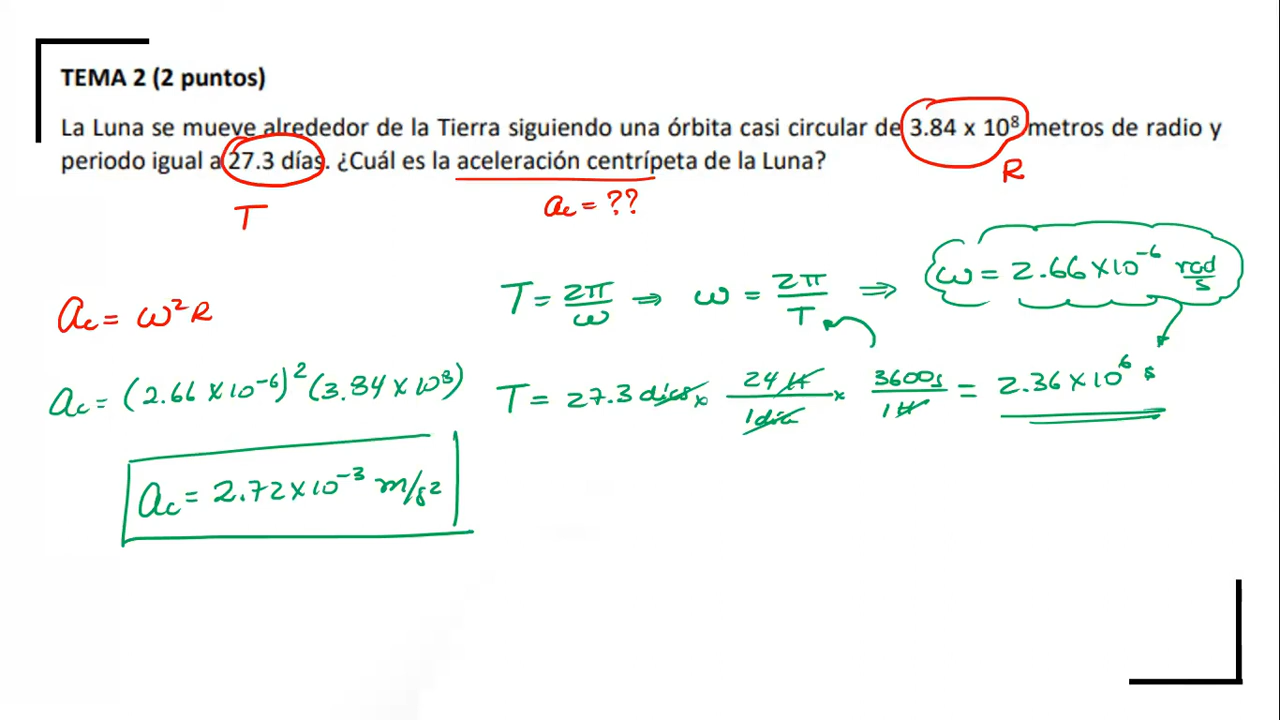 TEMA 2 (2 puntos)
La Luna se mueve alrededor de la Tierra siguiendo una órbita casi circular de 3.84 x 10⁸ metros de radio y
periodo igual a 27.3 días. ¿Cuál es la aceleración centrípeta de la Luna?
R
T
ac = ??
T = 2π/ω ⇒ ω = 2π/T ⇒ ω = 2.66 x 10⁻⁶ rad/s
ac = ω² R
ac = (2.66 x 10⁻⁶)² (3.84 x 10⁸)
T = 27.3 días x 24 H/1 día x 3600 s/1 H = 2.36 x 10⁶ s
ac = 2.72 x 10⁻³ m/s²